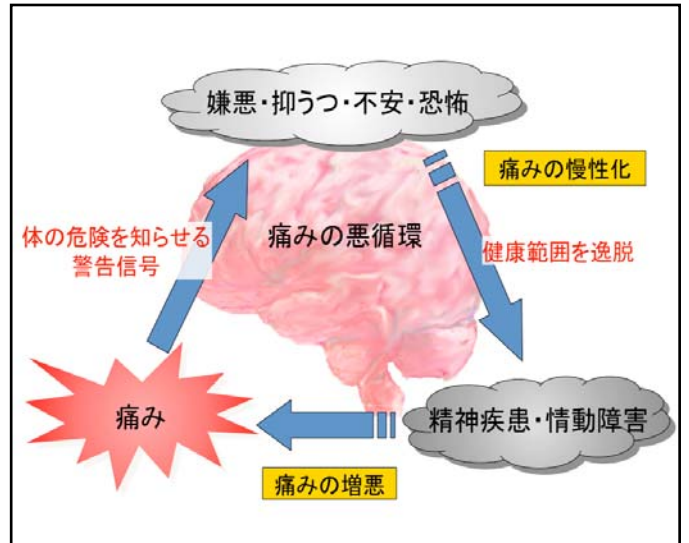 嫌悪・抑うつ・不安・恐怖
痛みの慢性化
体の危険を知らせる
警告信号
痛みの悪循環
健康範囲を逸脱
痛み
精神疾患・情動障害
痛みの増悪